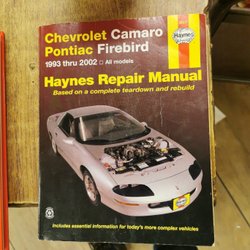 Chevrolet Camaro
Pontiac Firebird
1993 thru 2002 □ All models
Haynes
Haynes Repair Manual
Based on a complete teardown and rebuild
Includes essential information for today's more complex vehicles